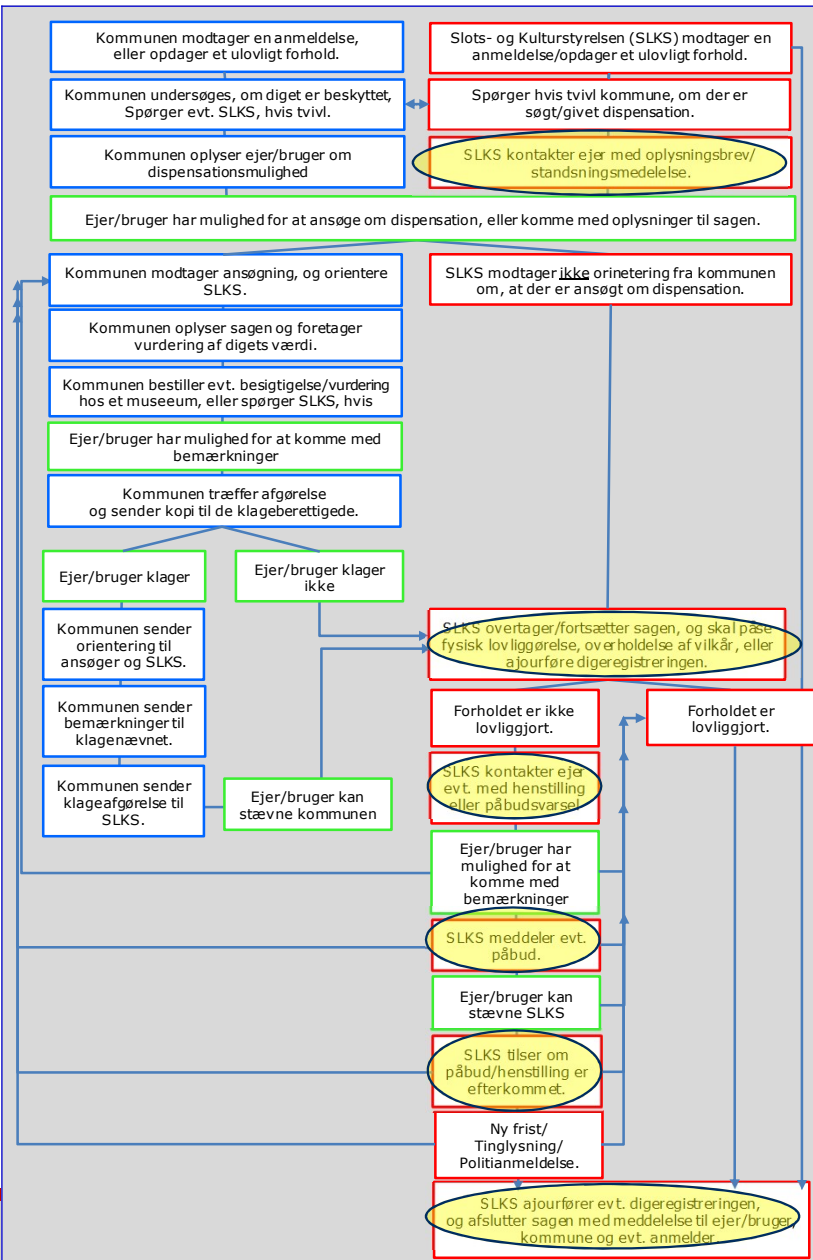 Kommunen modtager en anmeldelse,
eller opdager et ulovligt forhold.
Slots- og Kulturstyrelsen (SLKS) modtager en
anmeldelse/opdager et ulovligt forhold.
Kommunen undersøges, om diget er beskyttet,
Spørger evt. SLKS, hvis tvivl.
Spørger hvis tvivl kommune, om der er
søgt/givet dispensation.
Kommunen oplyser ejer/bruger om
dispensationsmulighed
SLKS kontakter ejer med oplysningsbrev/
standsningsmedelelse.
Ejer/bruger har mulighed for at ansøge om dispensation, eller komme med oplysninger til sagen.
Kommunen modtager ansøgning, og orientere
SLKS.
SLKS modtager ikke orinetering fra kommunen
om, at der er ansøgt om dispensation.
Kommunen oplyser sagen og foretager
vurdering af digets værdi.
Kommunen bestiller evt. besigtigelse/vurdering
hos et museeum, eller spørger SLKS, hvis
Ejer/bruger har mulighed for at komme med
bemærkninger
Kommunen træffer afgørelse
og sender kopi til de klageberettigede.
Ejer/bruger klager
Ejer/bruger klager
ikke
Kommunen sender
orientering til
ansøger og SLKS.
SLKS overtager/fortsætter sagen, og skal påse
fysisk lovliggørelse, overholdelse af vilkår, eller
ajourføre digeregistreringen.
Kommunen sender
bemærkninger til
klagenævnet.
Forholdet er ikke
lovliggjort.
Forholdet er
lovliggjort.
Kommunen sender
klageafgørelse til
SLKS.
Ejer/bruger kan
stævne kommunen
SLKS kontakter ejer
evt. med henstilling
eller påbudsvarsel
Ejer/bruger har
mulighed for at
komme med
bemærkninger
SLKS meddeler evt.
påbud.
Ejer/bruger kan
stævne SLKS
SLKS tilser om
påbud/henstilling er
efterkommet.
Ny frist/
Tinglysning/
Politianmeldelse.
SLKS ajourfører evt. digeregistreringen,
og afslutter sagen med meddelelse til ejer/bruger,
kommune og evt. anmelder.